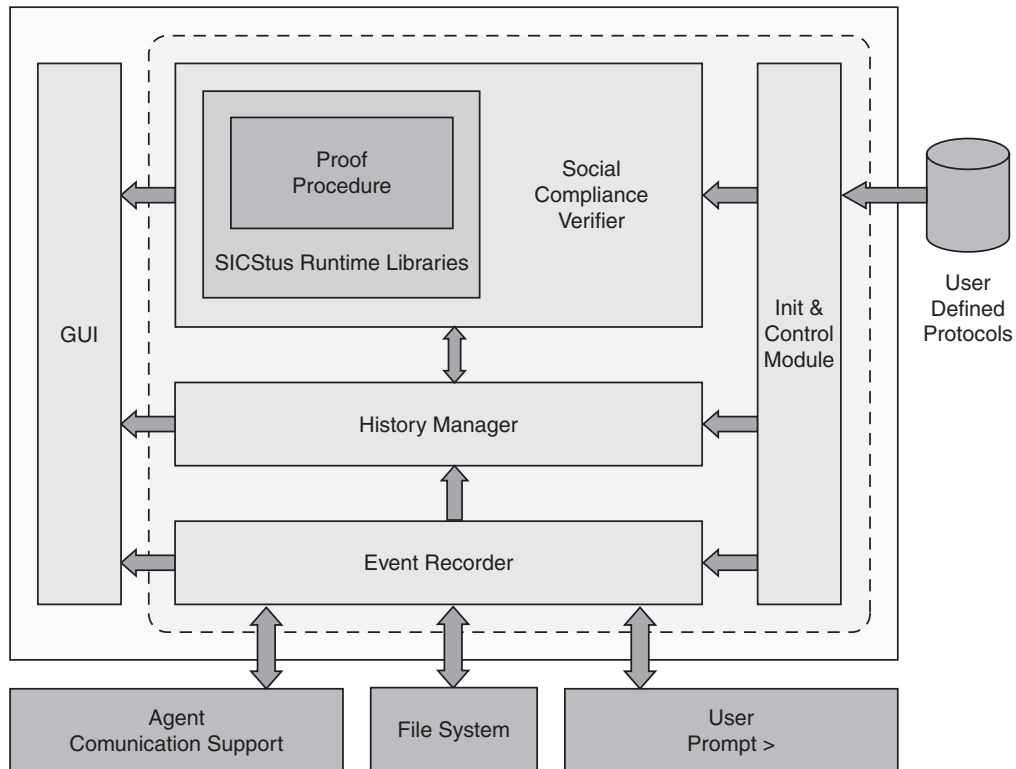 Proof
Procedure
SICStus Runtime Libraries
Social
Compliance
Verifier
GUI
Init &
Control
Module
User
Defined
Protocols
History Manager
Event Recorder
Agent
Comunication Support
File System
User
Prompt >